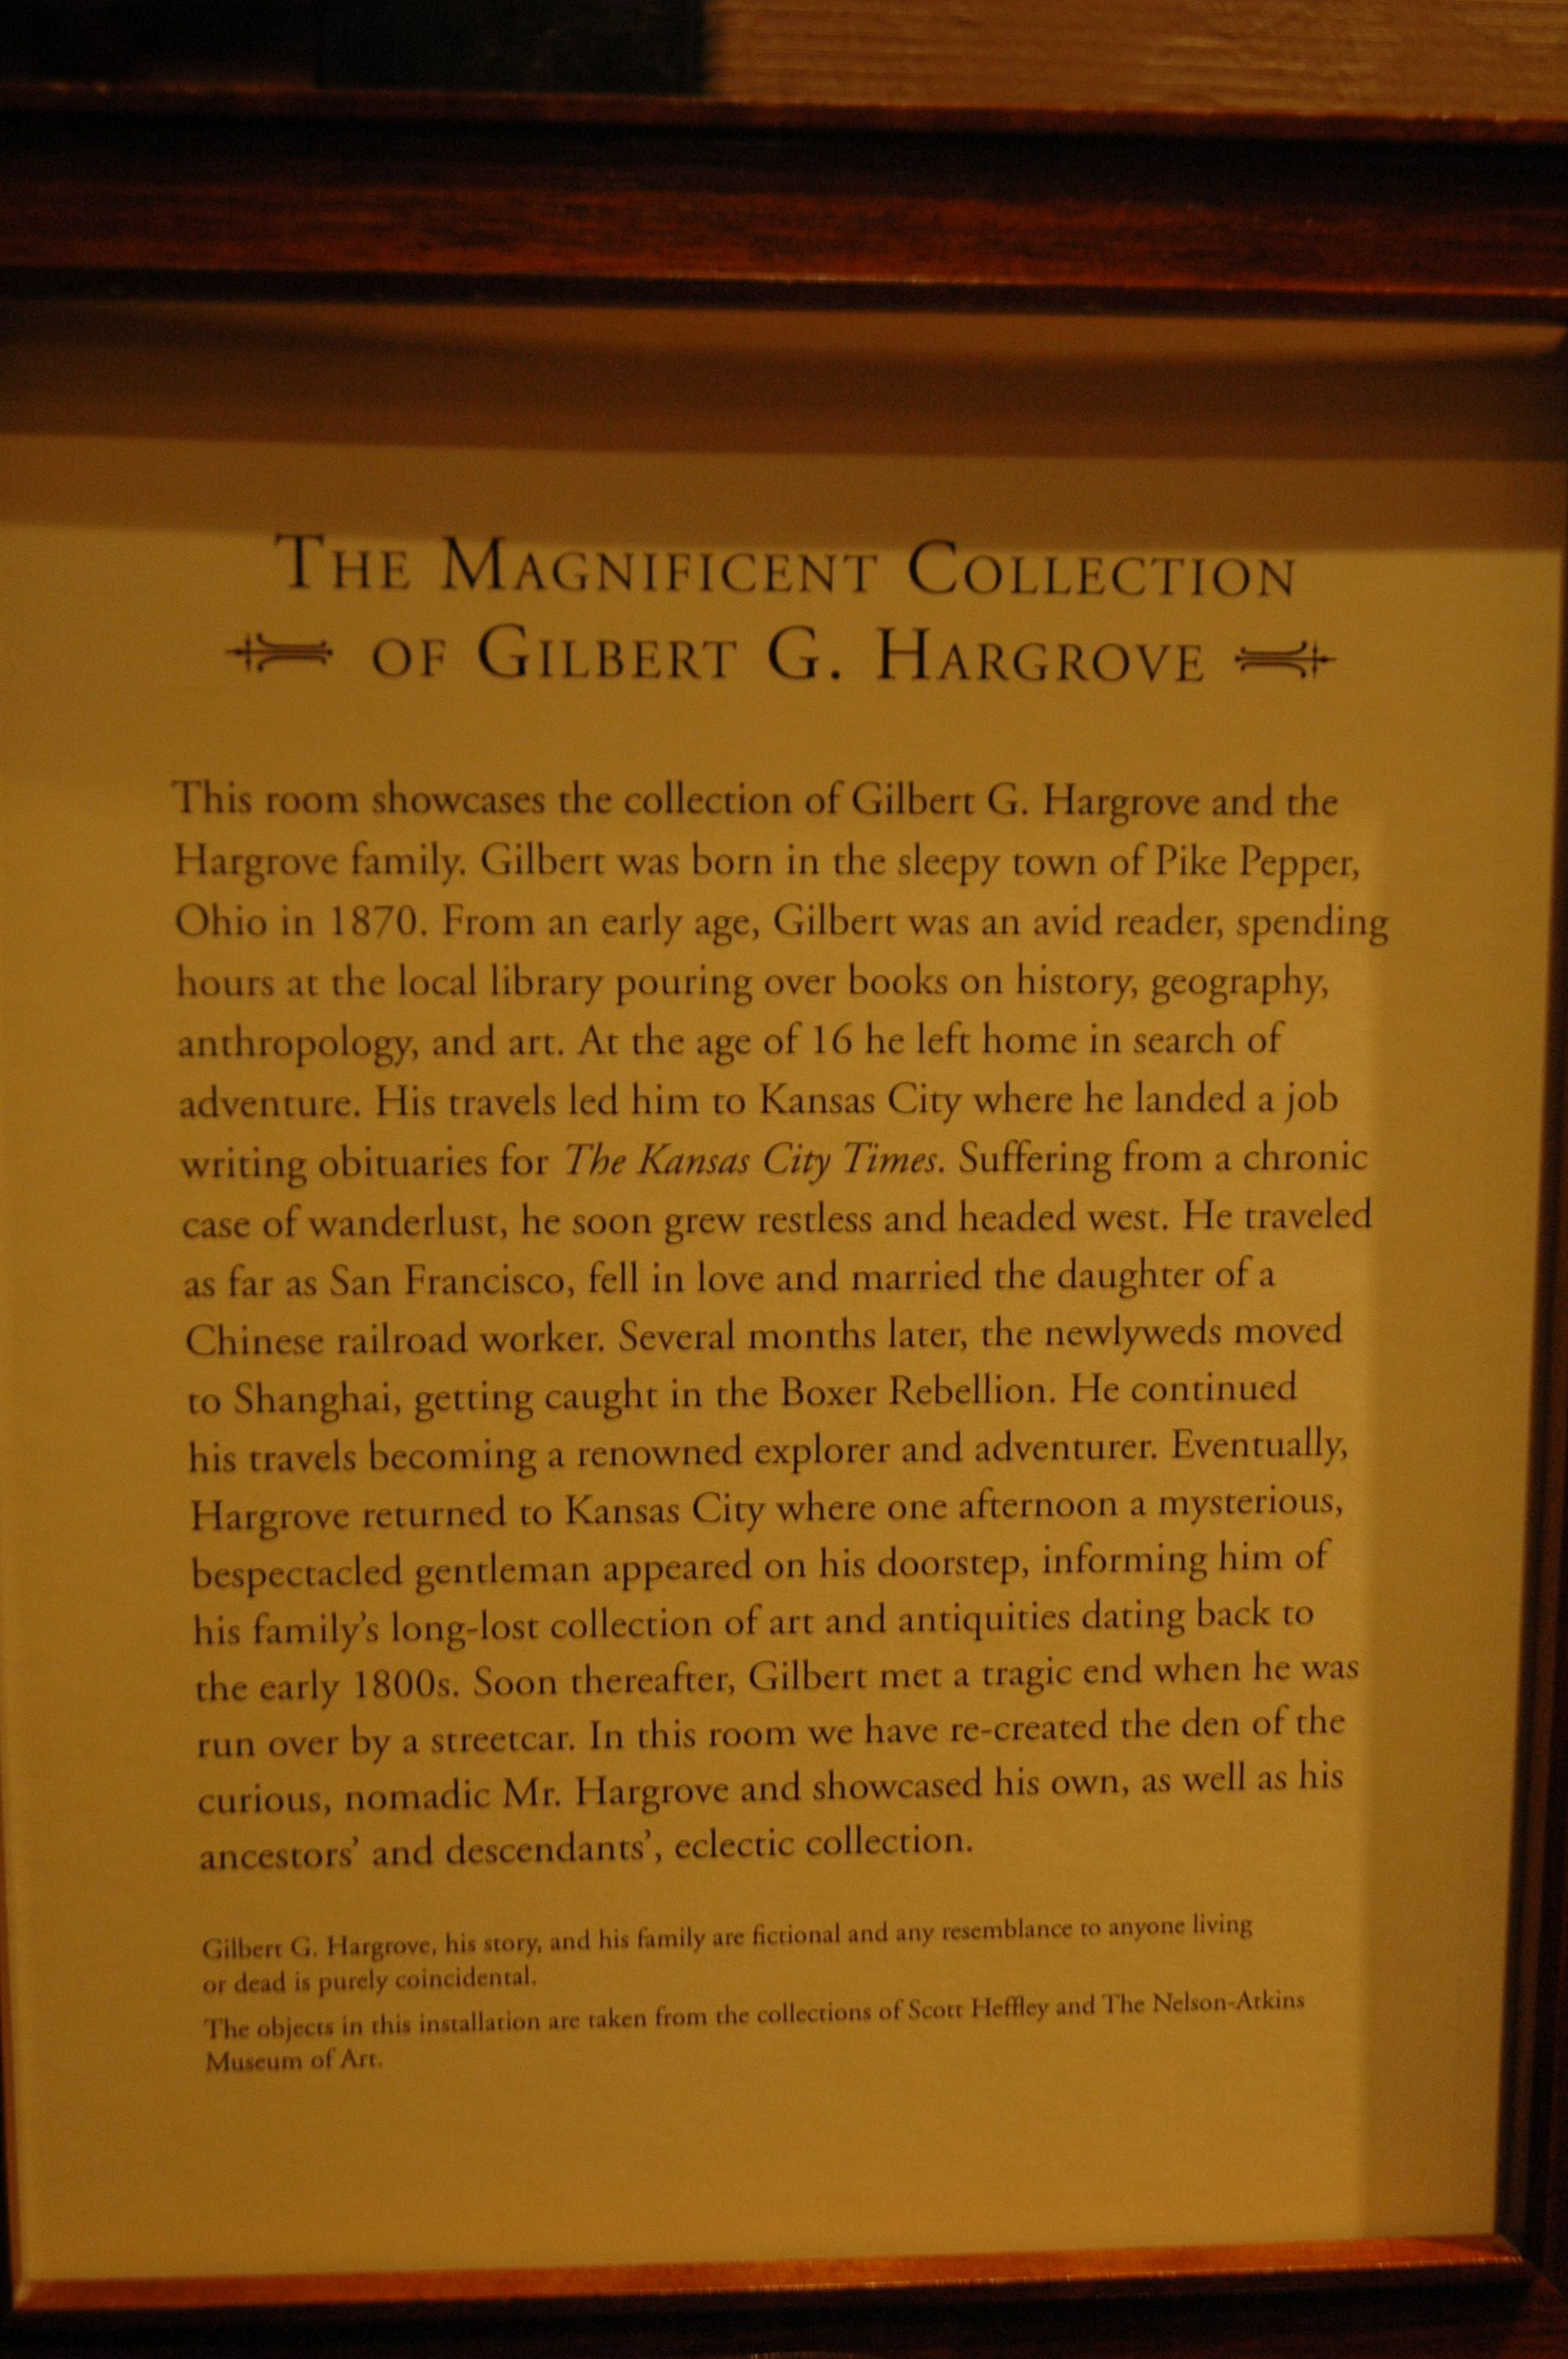 THE MAGNIFICENT COLLECTION
OF GILBERT G. HARGROVE
This room showcases the collection of Gilbert G. Hargrove and the
Hargrove family. Gilbert was born in the sleepy town of Pike Pepper,
Ohio in 1870. From an early age, Gilbert was an avid reader, spending
hours at the local library pouring over books on history, geography,
anthropology, and art. At the age of 16 he left home in search of
adventure. His travels led him to Kansas City where he landed a job
writing obituaries for The Kansas City Times. Suffering from a chronic
case of wanderlust, he soon grew restless and headed west. He traveled
as far as San Francisco, fell in love and married the daughter of a
Chinese railroad worker. Several months later, the newlyweds moved
to Shanghai, getting caught in the Boxer Rebellion. He continued
his travels becoming a renowned explorer and adventurer. Eventually,
Hargrove returned to Kansas City where one afternoon a mysterious,
bespectacled gentleman appeared on his doorstep, informing him of
his family's long-lost collection of art and antiquities dating back to
the early 1800s. Soon thereafter, Gilbert met a tragic end when he was
run over by a streetcar. In this room we have re-created the den of the
curious, nomadic Mr. Hargrove and showcased his own, as well as his
ancestors' and descendants', eclectic collection.
Gilbert G. Hargrove, his story, and his family are fictional and any resemblance to anyone living
or dead is purely coincidental.
The objects in this installation are taken from the collections of Scott Heffley and The Nelson-Atkins
Museum of Art.